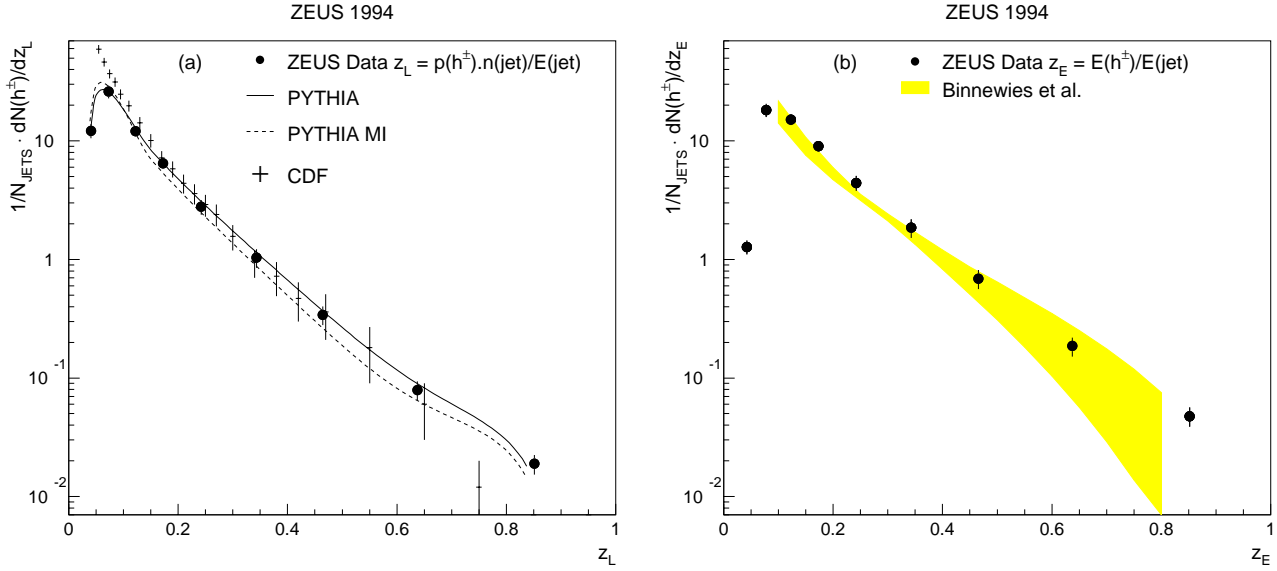 ZEUS 1994
1/N_JETS · dN(h^±)/dz_L
(a)
ZEUS Data z_L = p(h^±).n(jet)/E(jet)
PYTHIA
PYTHIA MI
CDF
10
1
10^-1
10^-2
0 0.2 0.4 0.6 0.8 1
z_L
ZEUS 1994
1/N_JETS · dN(h^±)/dz_E
(b)
ZEUS Data z_E = E(h^±)/E(jet)
Binnewies et al.
10
1
10^-1
10^-2
0 0.2 0.4 0.6 0.8 1
z_E